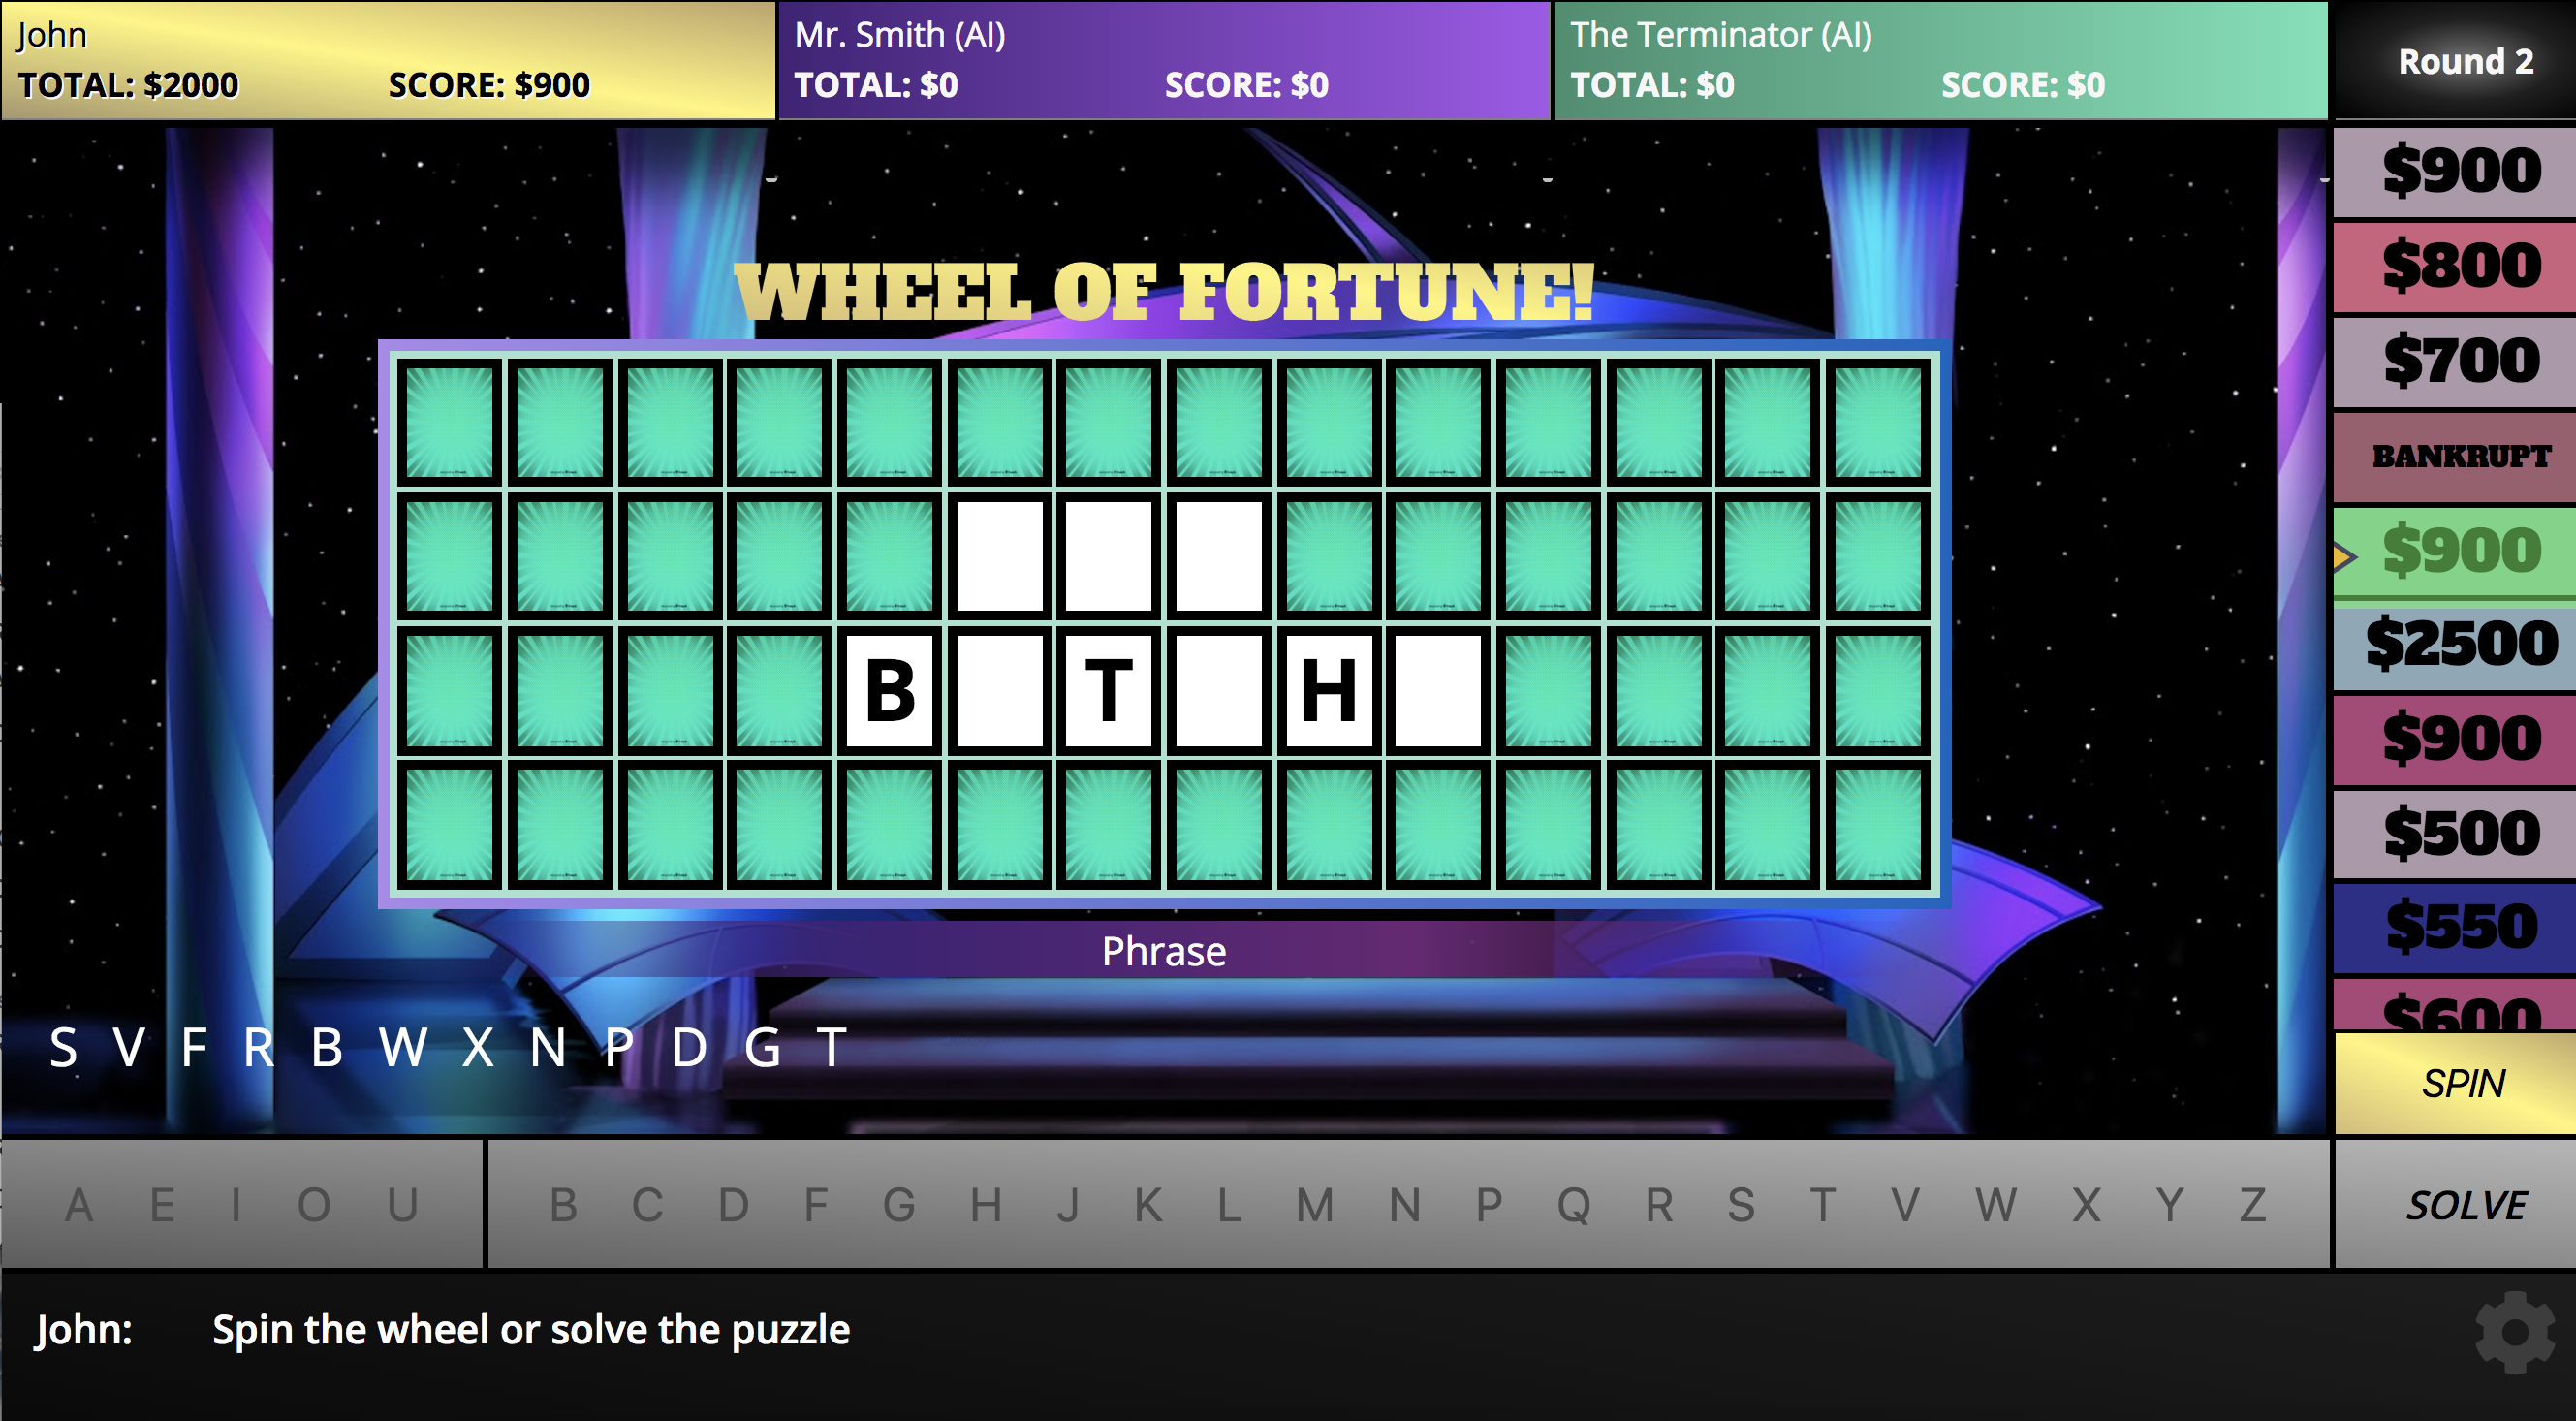 John
TOTAL: $2000 SCORE: $900
Mr. Smith (AI)
TOTAL: $0 SCORE: $0
The Terminator (AI)
TOTAL: $0 SCORE: $0
Round 2
WHEEL OF FORTUNE!
B T H
Phrase
S V F R B W X N P D G T
$900
$800
$700
BANKRUPT
$900
$2500
$900
$500
$550
$600
SPIN
A E I O U B C D F G H J K L M N P Q R S T V W X Y Z
SOLVE
John: Spin the wheel or solve the puzzle